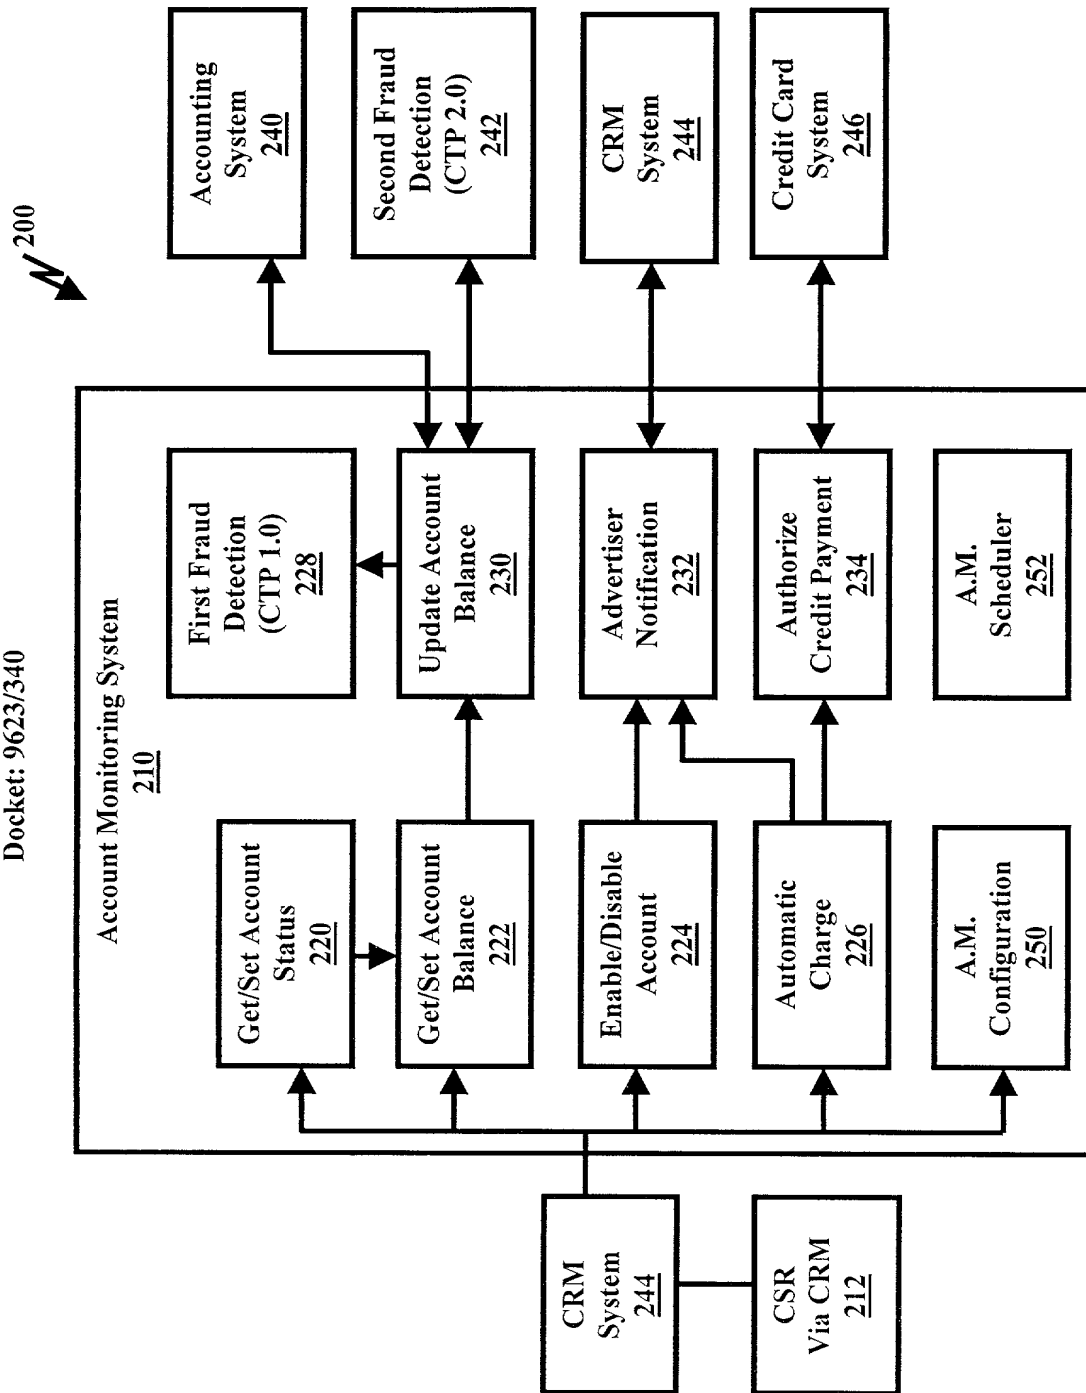 Docket: 9623/340
200
Account Monitoring System
210
CRM
System
244
CSR
Via CRM
212
Get/Set Account
Status
220
Get/Set Account
Balance
222
Enable/Disable
Account
224
Automatic
Charge
226
A.M.
Configuration
250
First Fraud
Detection
(CTP 1.0)
228
Update Account
Balance
230
Advertiser
Notification
232
Authorize
Credit Payment
234
A.M.
Scheduler
252
Accounting
System
240
Second Fraud
Detection
(CTP 2.0)
242
CRM
System
244
Credit Card
System
246